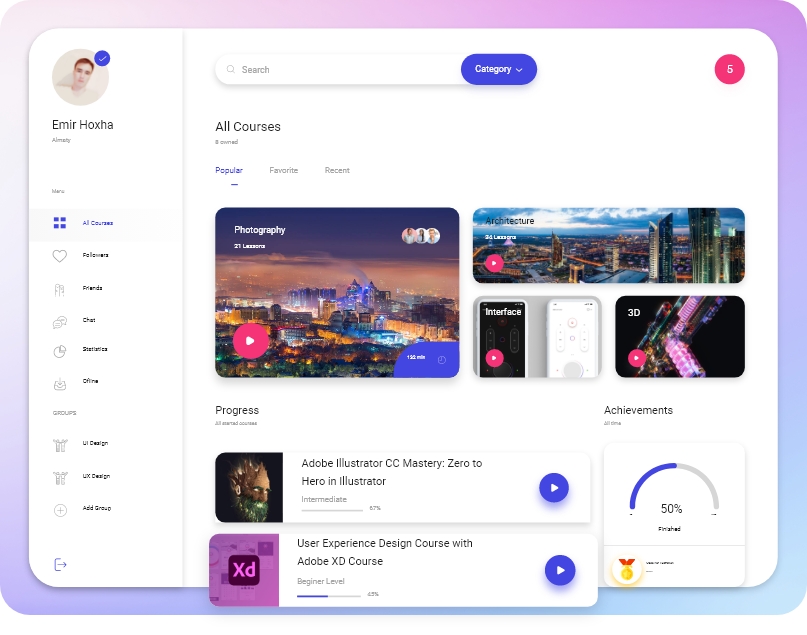 Emir Hoxha
Almaty
Menu
All Courses
Followers
Friends
Chat
Statistics
Ofline
GROUPS
UI Design
UX Design
Add Group
Search
Category
5
All Courses
8 owned
Popular
Favorite
Recent
Photography
21 Lessons
132 min
Architecture
34 Lessons
Interface
3D
Progress
All started courses
Adobe Illustrator CC Mastery: Zero to
Hero in Illustrator
Intermediate
67%
Xd
User Experience Design Course with
Adobe XD Course
Beginer Level
45%
Achievements
All time
50%
Finished